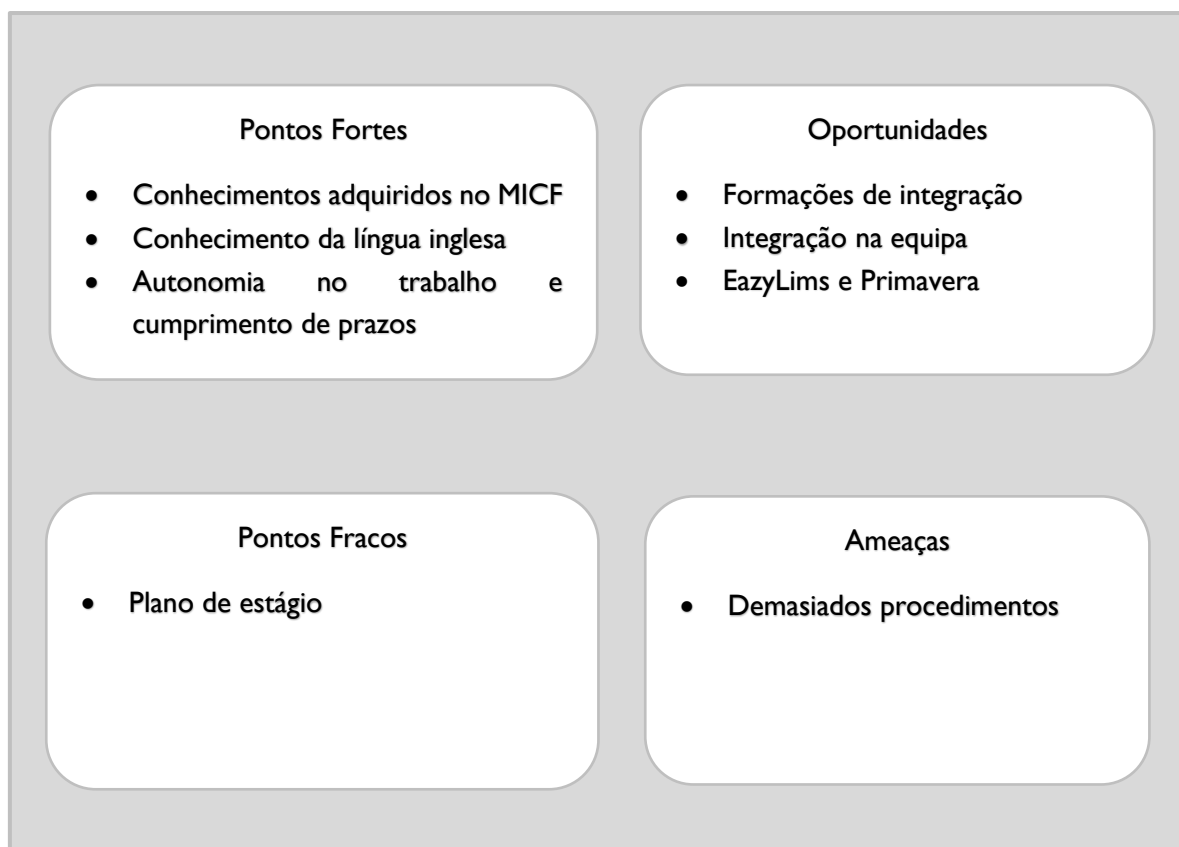 Pontos Fortes
• Conhecimentos adquiridos no MICF
• Conhecimento da língua inglesa
• Autonomia no trabalho e
cumprimento de prazos
Oportunidades
• Formações de integração
• Integração na equipa
• EazyLims e Primavera
Pontos Fracos
• Plano de estágio
Ameaças
• Demasiados procedimentos